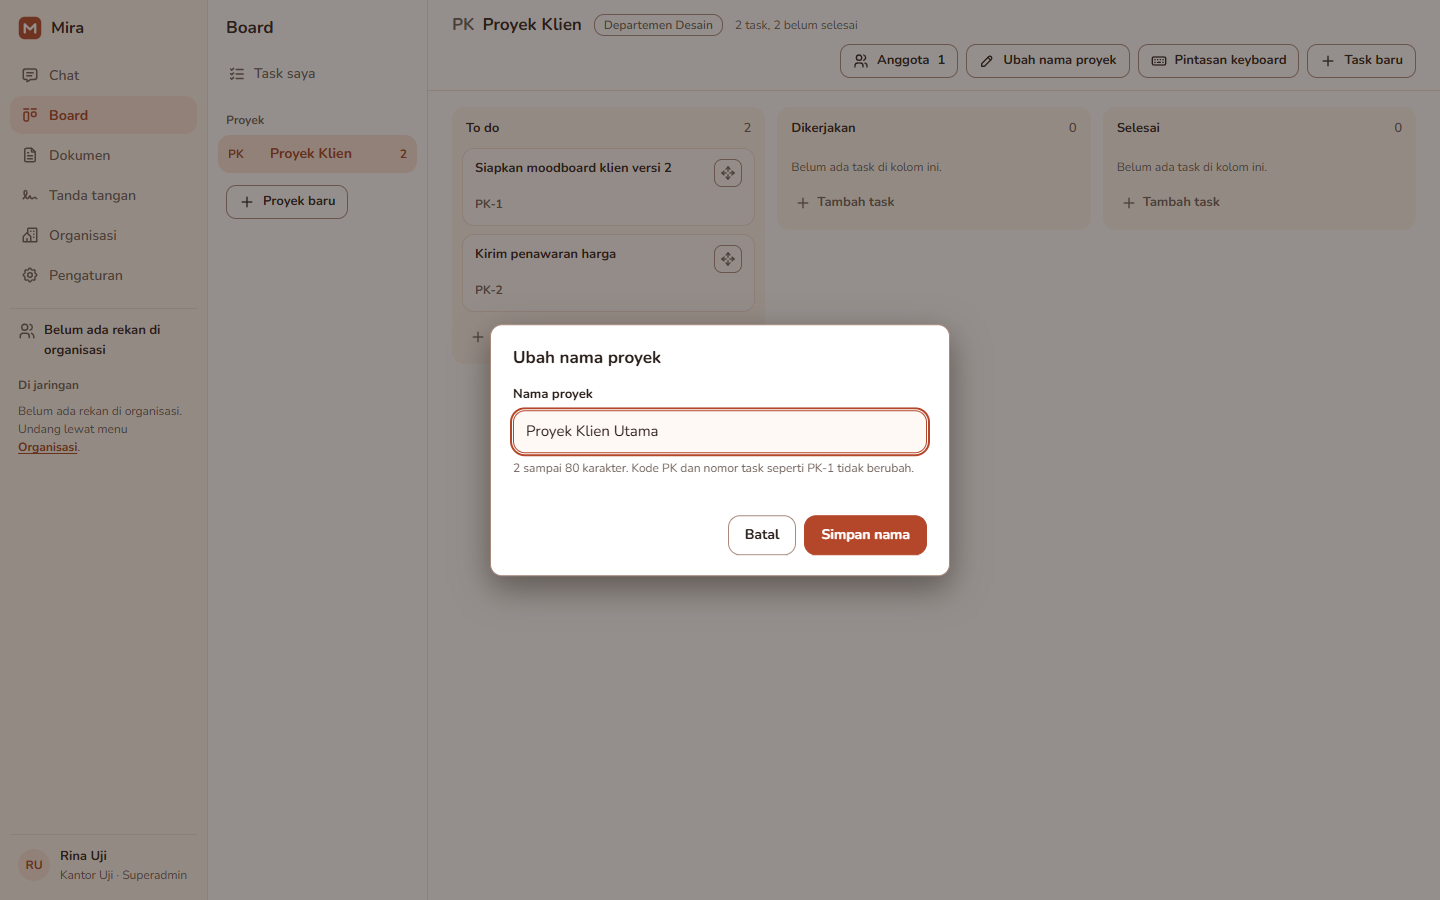 Mira
Chat
Board
Dokumen
Tanda tangan
Organisasi
Pengaturan
Belum ada rekan di
organisasi
Di jaringan
Belum ada rekan di organisasi.
Undang lewat menu
Organisasi.
RU
Rina Uji
Kantor Uji · Superadmin
Board
Task saya
Proyek
PK Proyek Klien 2
Proyek baru
PK Proyek Klien Departemen Desain 2 task, 2 belum selesai
Anggota 1 Ubah nama proyek Pintasan keyboard Task baru
To do 2
Siapkan moodboard klien versi 2
PK-1
Kirim penawaran harga
PK-2
Dikerjakan 0
Belum ada task di kolom ini.
Tambah task
Selesai 0
Belum ada task di kolom ini.
Tambah task
Ubah nama proyek
Nama proyek
Proyek Klien Utama
2 sampai 80 karakter. Kode PK dan nomor task seperti PK-1 tidak berubah.
Batal Simpan nama